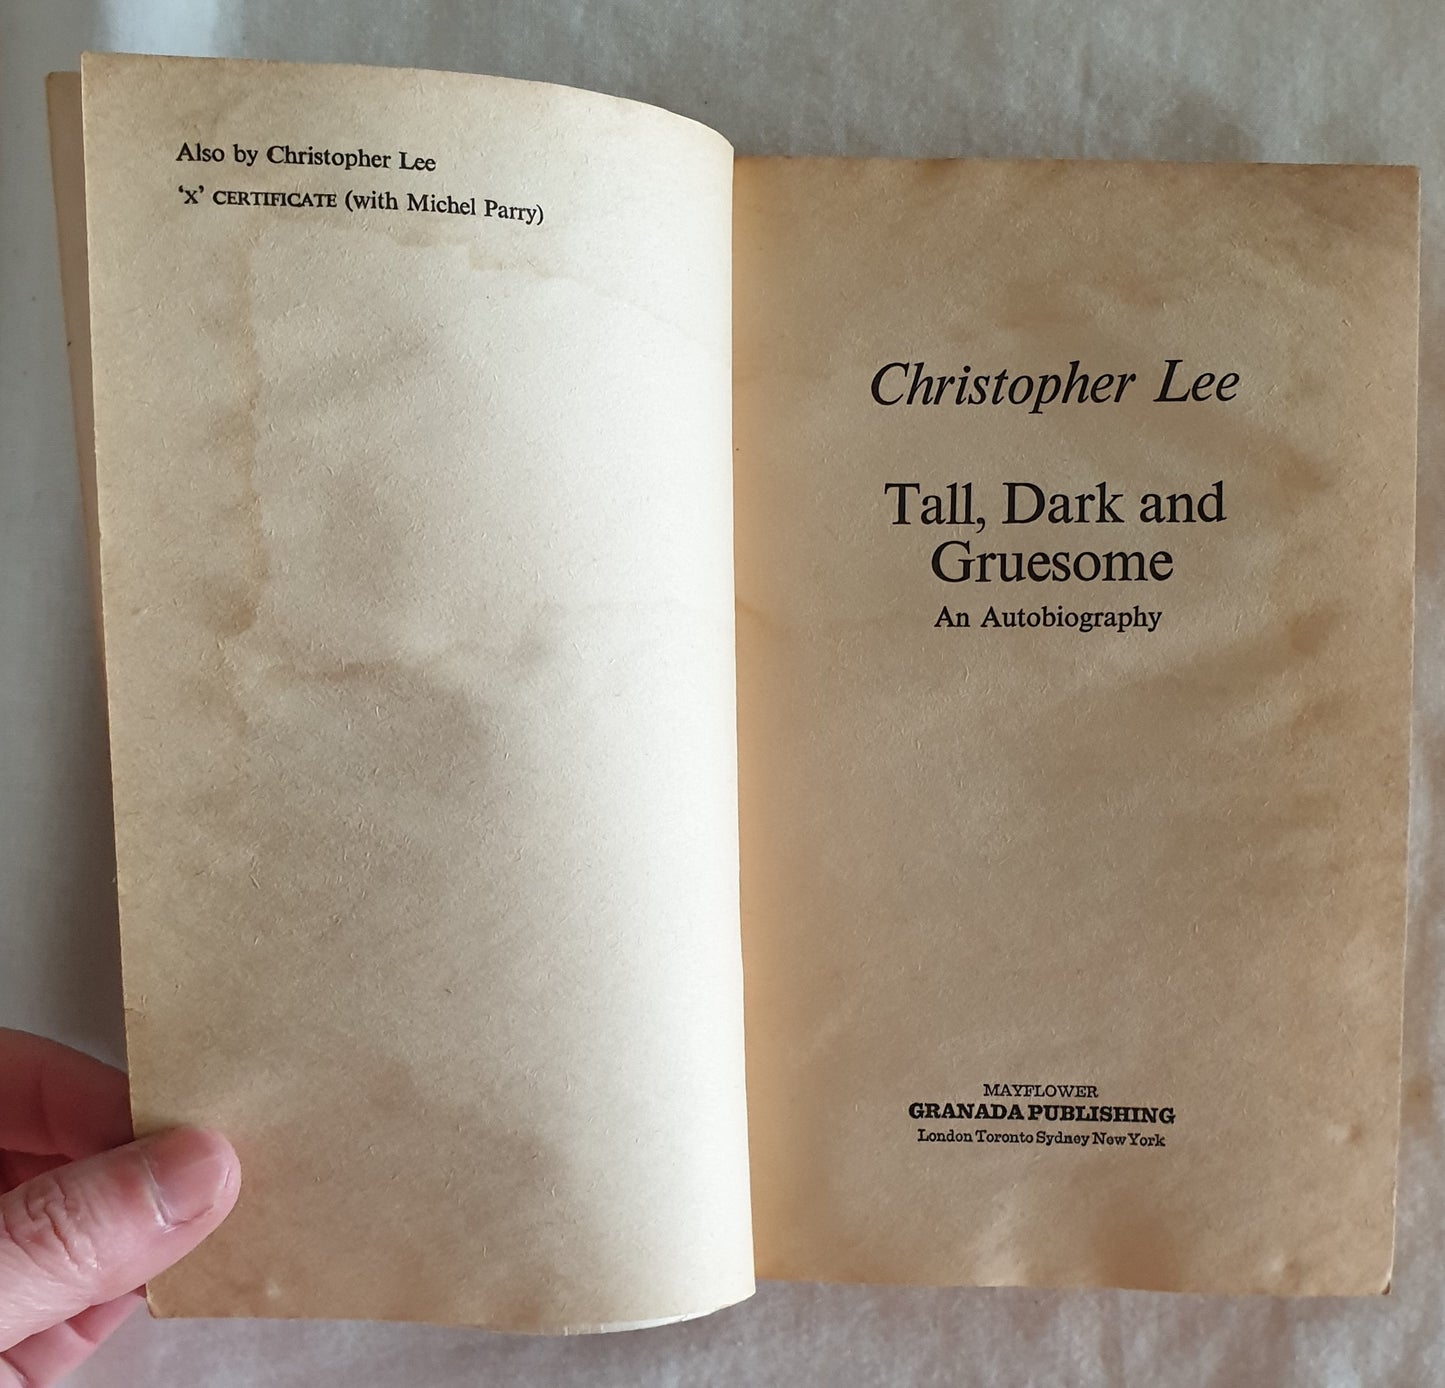 Also by Christopher Lee
‘X’ CERTIFICATE (with Michel Parry)
Christopher Lee
Tall, Dark and
Gruesome
An Autobiography
MAYFLOWER
GRANADA PUBLISHING
London Toronto Sydney New York